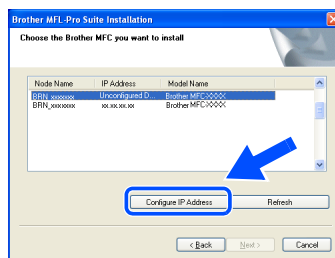 Brother MFL-Pro Suite Installation
Choose the Brother MFC you want to install
Node Name IP Address Model Name
BRN_xxxxxx Unconfigured D... Brother MFC-XXXX
BRN_xxxxxx xx.xx.xx.xx Brother MFC-XXXX
Configure IP Address Refresh
< Back Next > Cancel